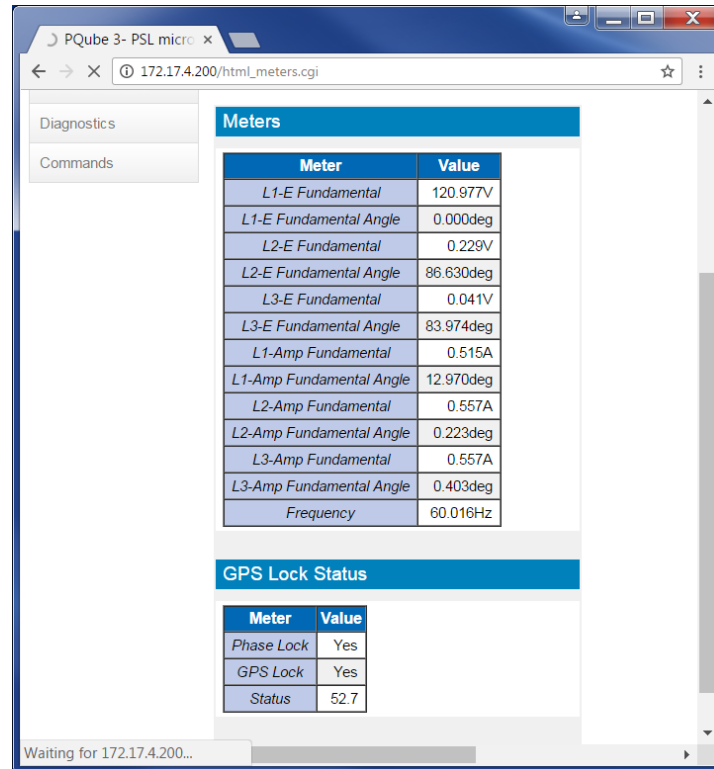 PQube 3- PSL micro
172.17.4.200/html_meters.cgi
Diagnostics
Commands
Meters
Meter Value
L1-E Fundamental 120.977V
L1-E Fundamental Angle 0.000deg
L2-E Fundamental 0.229V
L2-E Fundamental Angle 86.630deg
L3-E Fundamental 0.041V
L3-E Fundamental Angle 83.974deg
L1-Amp Fundamental 0.515A
L1-Amp Fundamental Angle 12.970deg
L2-Amp Fundamental 0.557A
L2-Amp Fundamental Angle 0.223deg
L3-Amp Fundamental 0.557A
L3-Amp Fundamental Angle 0.403deg
Frequency 60.016Hz
GPS Lock Status
Meter Value
Phase Lock Yes
GPS Lock Yes
Status 52.7
Waiting for 172.17.4.200...